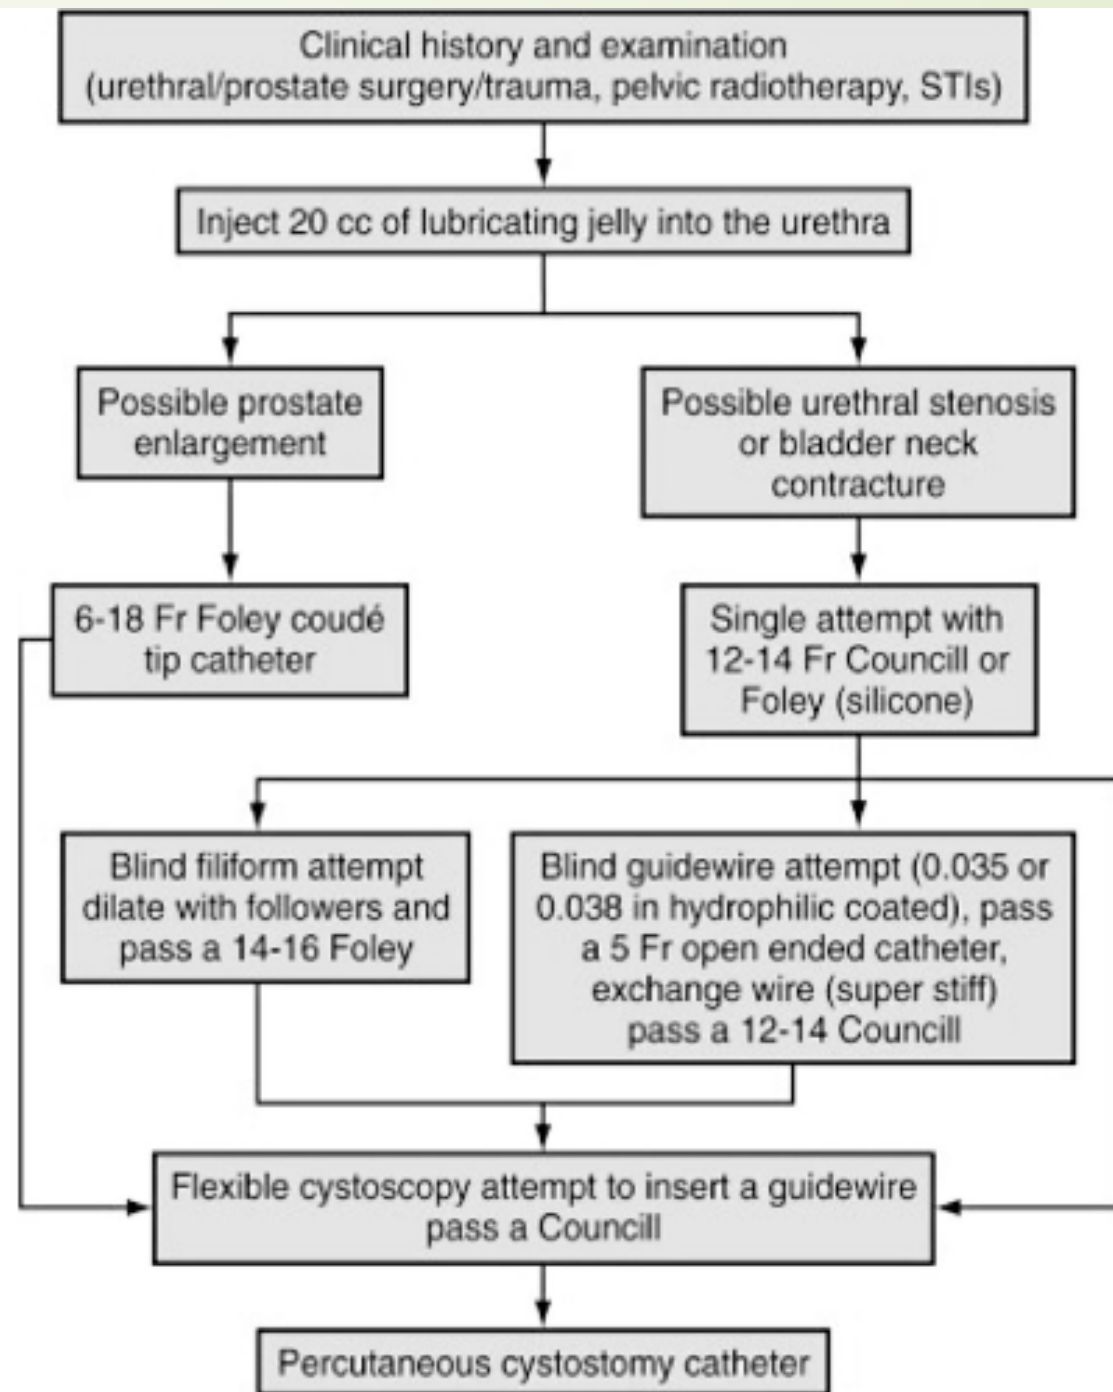 Clinical history and examination
(urethral/prostate surgery/trauma, pelvic radiotherapy, STIs)
Inject 20 cc of lubricating jelly into the urethra
Possible prostate
enlargement
Possible urethral stenosis
or bladder neck
contracture
6-18 Fr Foley coudé
tip catheter
Single attempt with
12-14 Fr Councill or
Foley (silicone)
Blind filiform attempt
dilate with followers and
pass a 14-16 Foley
Blind guidewire attempt (0.035 or
0.038 in hydrophilic coated), pass
a 5 Fr open ended catheter,
exchange wire (super stiff)
pass a 12-14 Councill
Flexible cystoscopy attempt to insert a guidewire
pass a Councill
Percutaneous cystostomy catheter